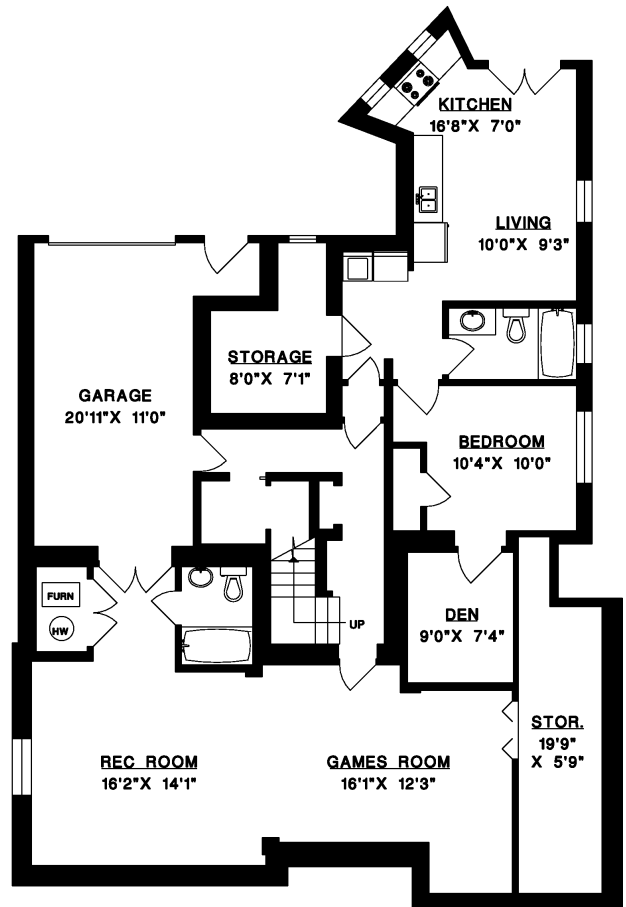 KITCHEN
16'8"X 7'0"
LIVING
10'0"X 9'3"
STORAGE
8'0"X 7'1"
GARAGE
20'11"X 11'0"
BEDROOM
10'4"X 10'0"
FURN
HW
UP
DEN
9'0"X 7'4"
STOR.
19'9"
X 5'9"
REC ROOM
16'2"X 14'1"
GAMES ROOM
16'1"X 12'3"